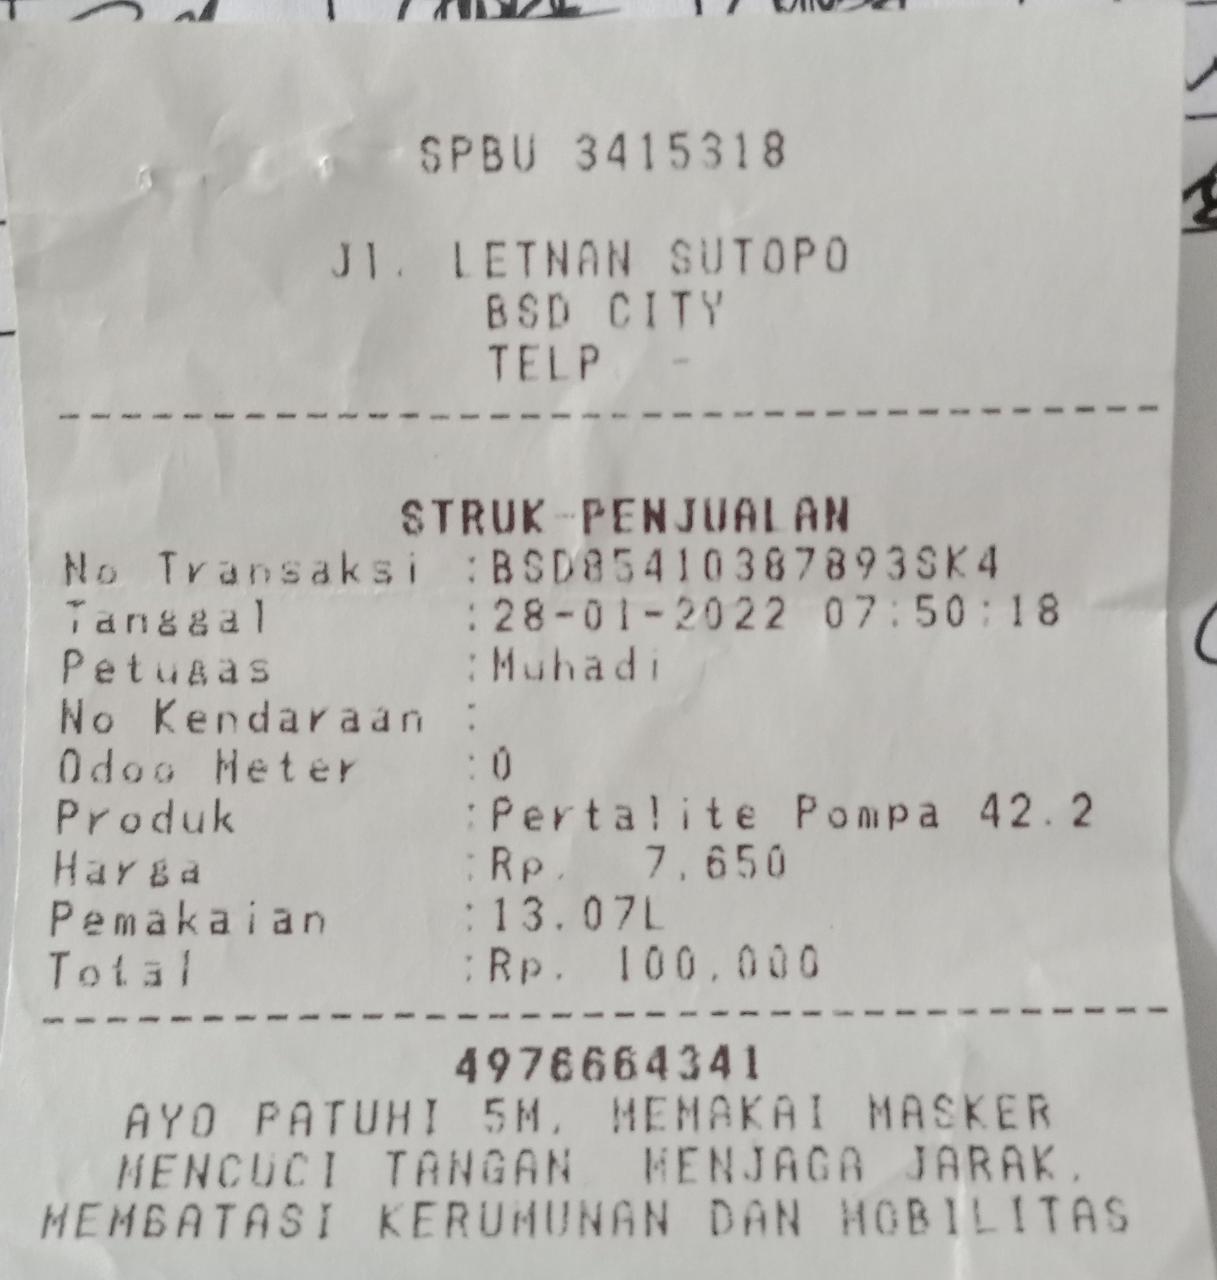 SPBU 3415318
Jl. LETNAN SUTOPO
BSD CITY
TELP -
STRUK PENJUALAN
No Transaksi :BSD85410387893SK4
Tanggal :28-01-2022 07:50:18
Petugas :Muhadi
No Kendaraan :
Odoo Meter :0
Produk :Pertalite Pompa 42.2
Harga :Rp. 7,650
Pemakaian :13.07L
Total :Rp. 100,000
4976664341
AYO PATUHI 5M, MEMAKAI MASKER
MENCUCI TANGAN MENJAGA JARAK,
MEMBATASI KERUMUNAN DAN MOBILITAS